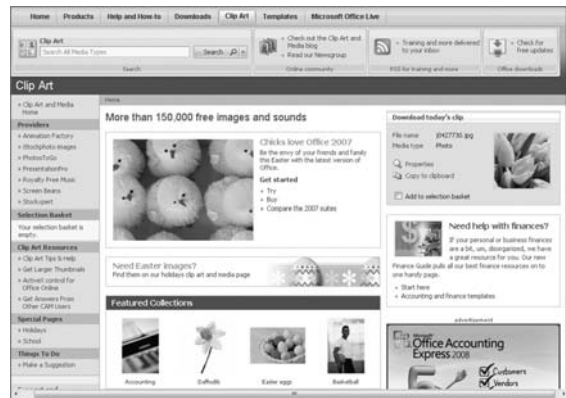 Home Products Help and How-to Downloads Clip Art Templates Microsoft Office Live
Clip Art
Search All Media Types
Search
Search
Check out the Clip Art and
Media blog
Read our Newsgroup
Online community
Training and more delivered
to your inbox
RSS for training and more
Check for
free updates
Office downloads
Clip Art
Clip Art and Media
Home
Providers
Animation Factory
iStockphoto images
PhotosToGo
PresentationPro
Royalty Free Music
Screen Beans
Stockxpert
Selection Basket
Your selection basket is
empty.
Clip Art Resources
Clip Art Tips & Help
Get Larger Thumbnails
ActiveX control for
Office Online
Get Answers From
Other CAM Users
Special Pages
Holidays
School
Things To Do
Make a Suggestion
Home
More than 150,000 free images and sounds
Chicks love Office 2007
Be the envy of your friends and family
this Easter with the latest version of
Office.
Get started
Try
Buy
Compare the 2007 suites
Need Easter images?
Find them on our holidays clip art and media page
Featured Collections
Accounting Daffodils Easter eggs Basketball
Download today's clip
File name j0427730.jpg
Media type Photo
Properties
Copy to clipboard
Add to selection basket
Need help with finances?
If your personal or business finances
are a bit, um, disorganized, we have
a great resource for you. Our new
Finance Guide pulls all our best finance resources on to
one handy page.
Start here
Accounting and finance templates
advertisement
Microsoft
Office Accounting
Express 2008
Customers
Vendors